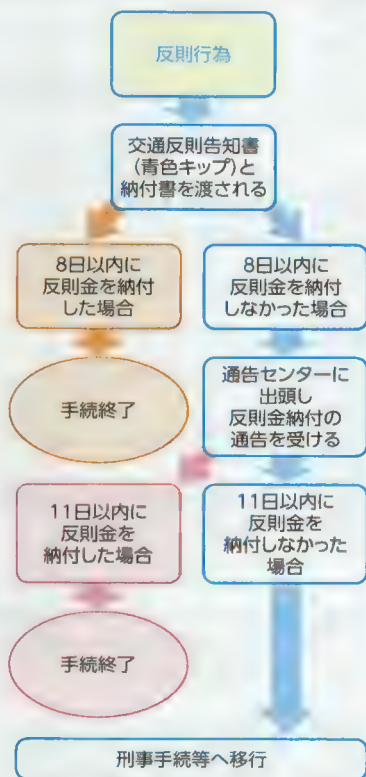 反則行為
交通反則告知書
(青色キップ)と
納付書を渡される
8日以内に
反則金を納付
した場合
8日以内に
反則金を納付
しなかった場合
手続終了
通告センターに
出頭し
反則金納付の
通告を受ける
11日以内に
反則金を
納付した場合
11日以内に
反則金を
納付しなかった
場合
手続終了
刑事手続等へ移行